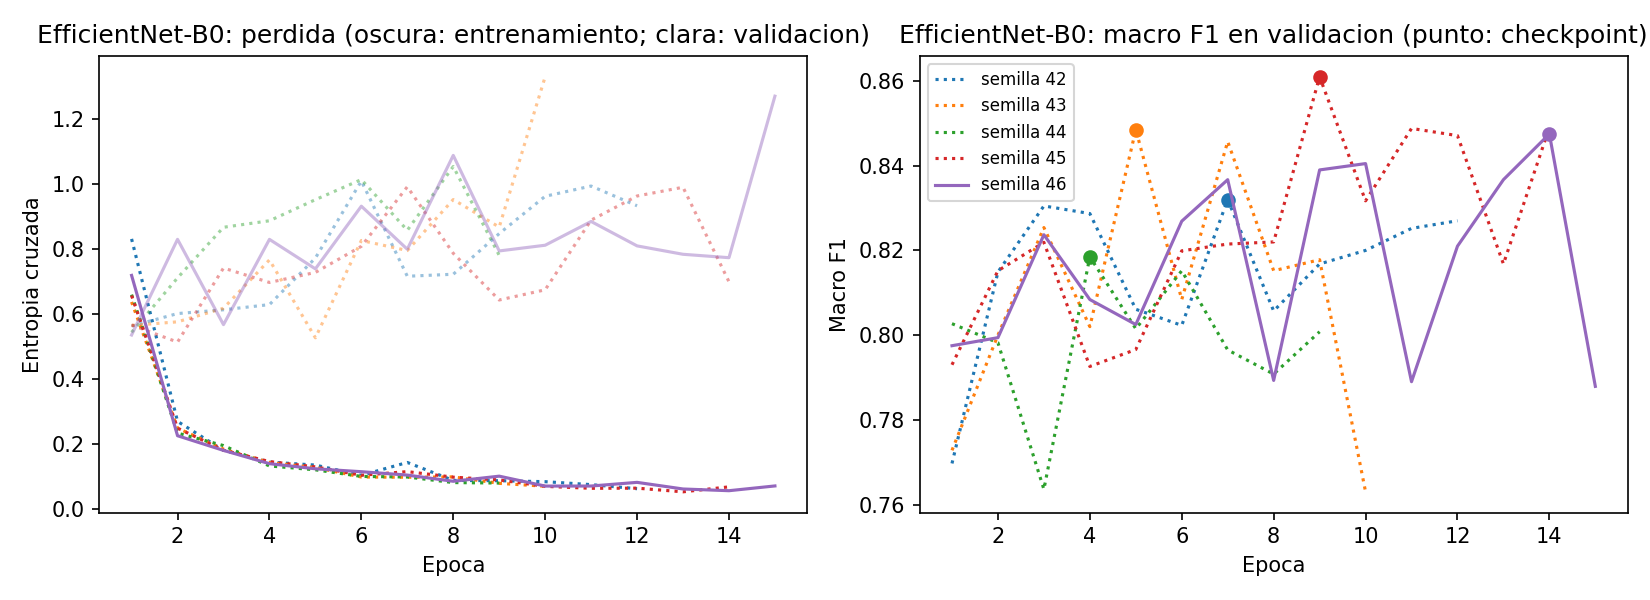 EfficientNet-B0: perdida (oscura: entrenamiento; clara: validacion)
Entropia cruzada
1.2
1.0
0.8
0.6
0.4
0.2
0.0
2 4 6 8 10 12 14
Epoca
EfficientNet-B0: macro F1 en validacion (punto: checkpoint)
semilla 42
semilla 43
semilla 44
semilla 45
semilla 46
Macro F1
0.86
0.84
0.82
0.80
0.78
0.76
2 4 6 8 10 12 14
Epoca